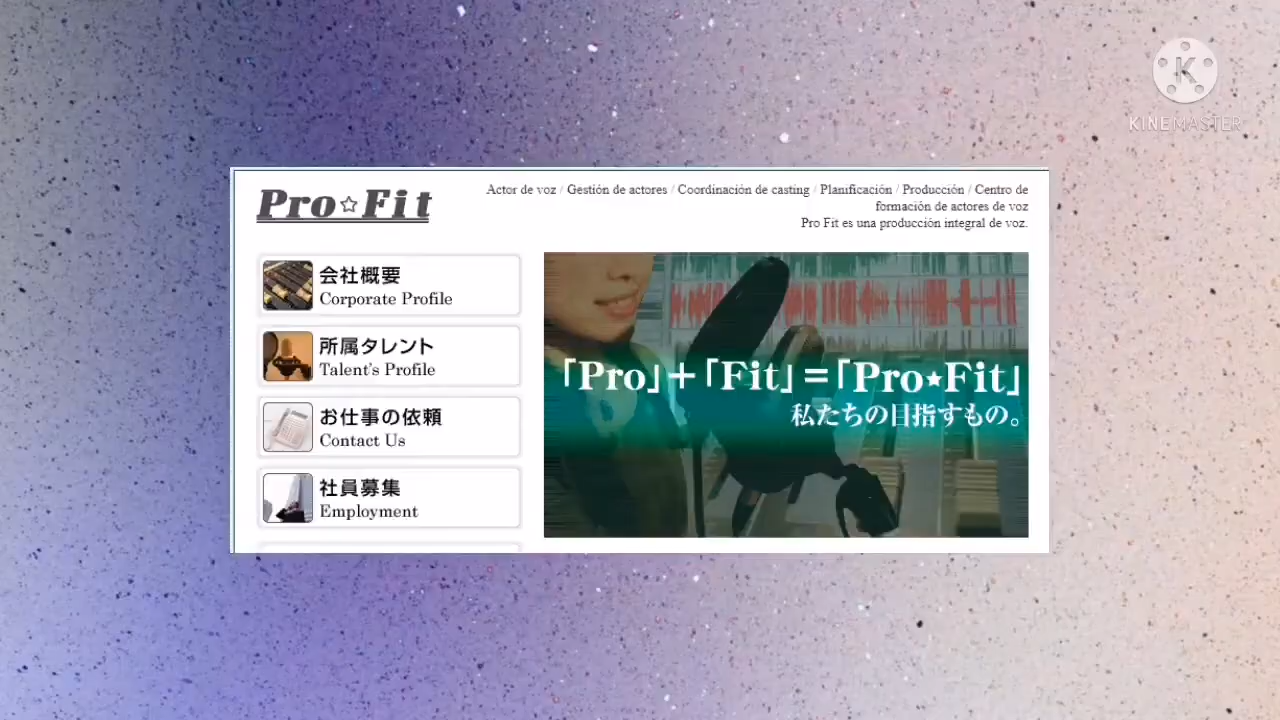 KINEMASTER
Pro☆Fit
Actor de voz / Gestión de actores / Coordinación de casting / Planificación / Producción / Centro de
formación de actores de voz
Pro Fit es una producción integral de voz.
会社概要
Corporate Profile
所属タレント
Talent's Profile
お仕事の依頼
Contact Us
社員募集
Employment
「Pro」+「Fit」=「Pro★Fit」
私たちの目指すもの。